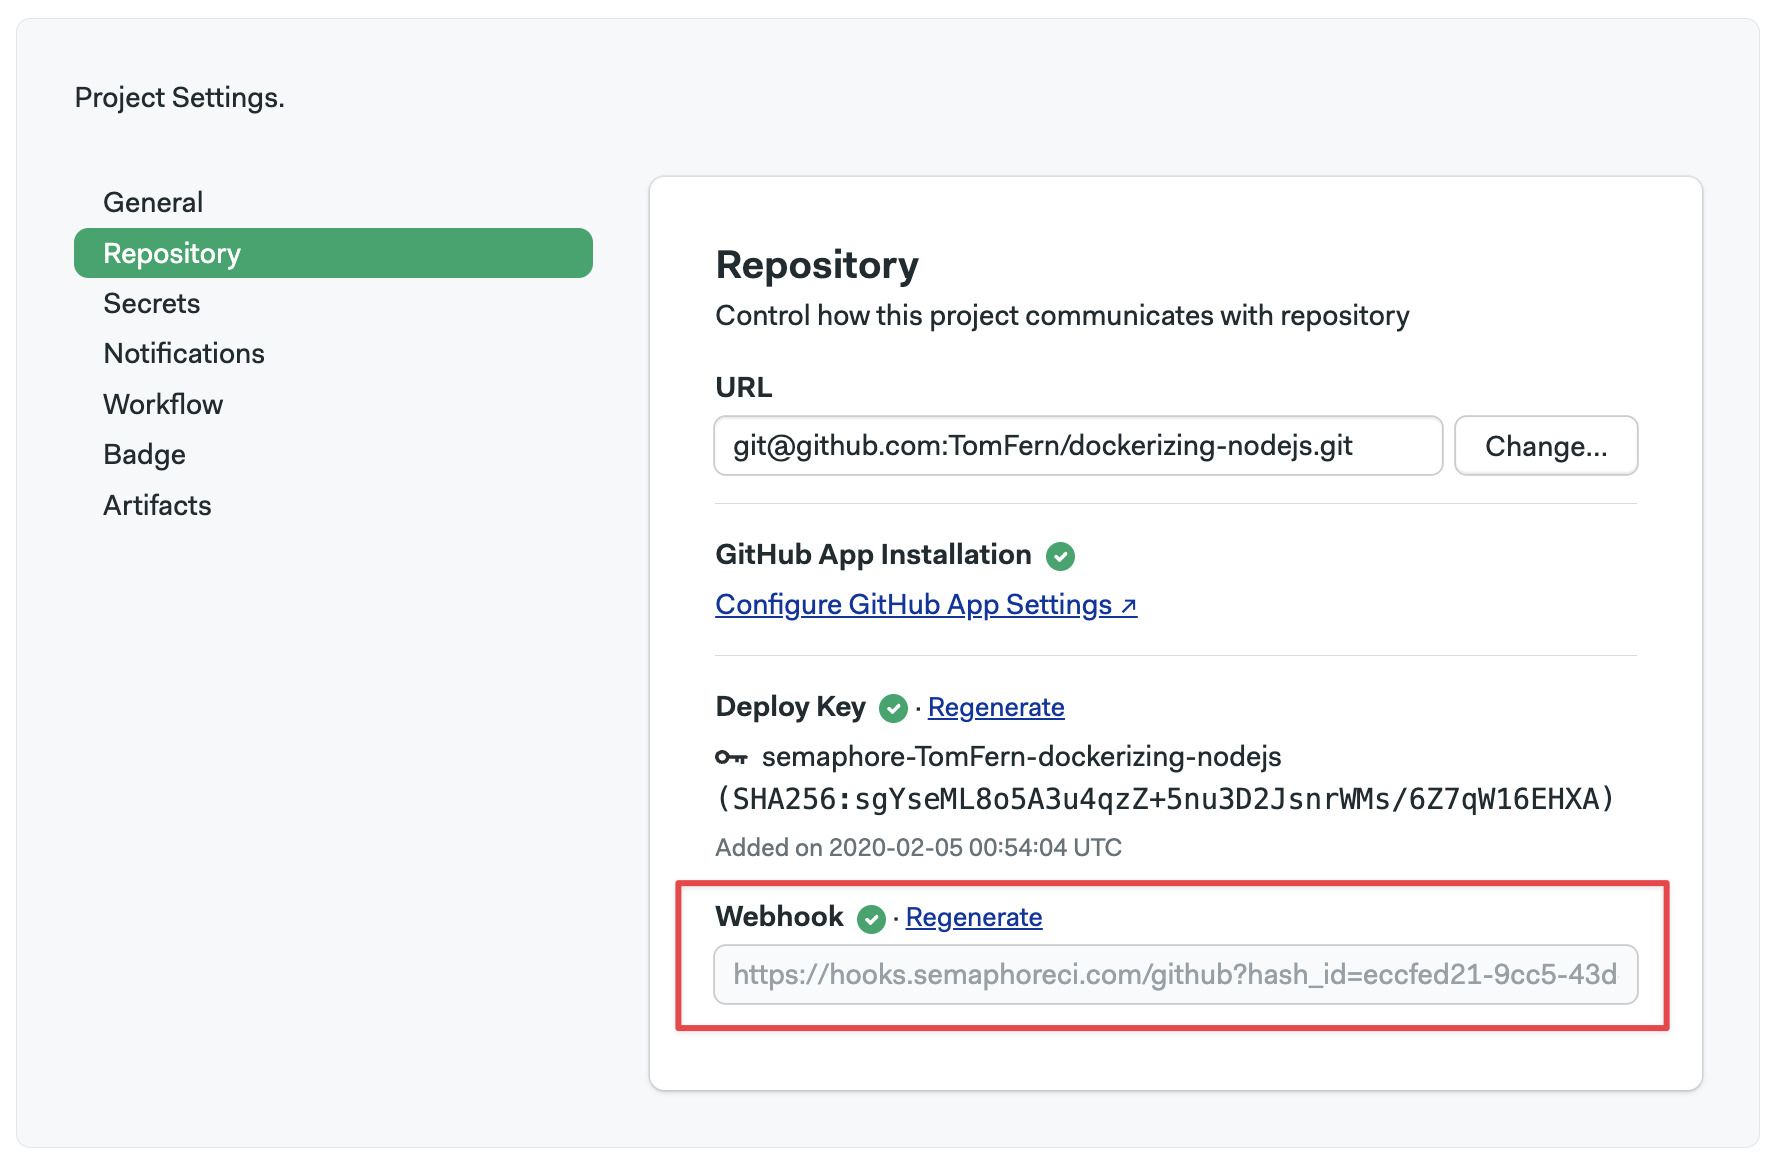 Project Settings.
General
Repository
Secrets
Notifications
Workflow
Badge
Artifacts
Repository
Control how this project communicates with repository
URL
git@github.com:TomFern/dockerizing-nodejs.git
Change...
GitHub App Installation
Configure GitHub App Settings ↗
Deploy Key · Regenerate
semaphore-TomFern-dockerizing-nodejs
(SHA256:sgYseML8o5A3u4qzZ+5nu3D2JsnrWMs/6Z7qW16EHXA)
Added on 2020-02-05 00:54:04 UTC
Webhook · Regenerate
https://hooks.semaphoreci.com/github?hash_id=eccfed21-9cc5-43d